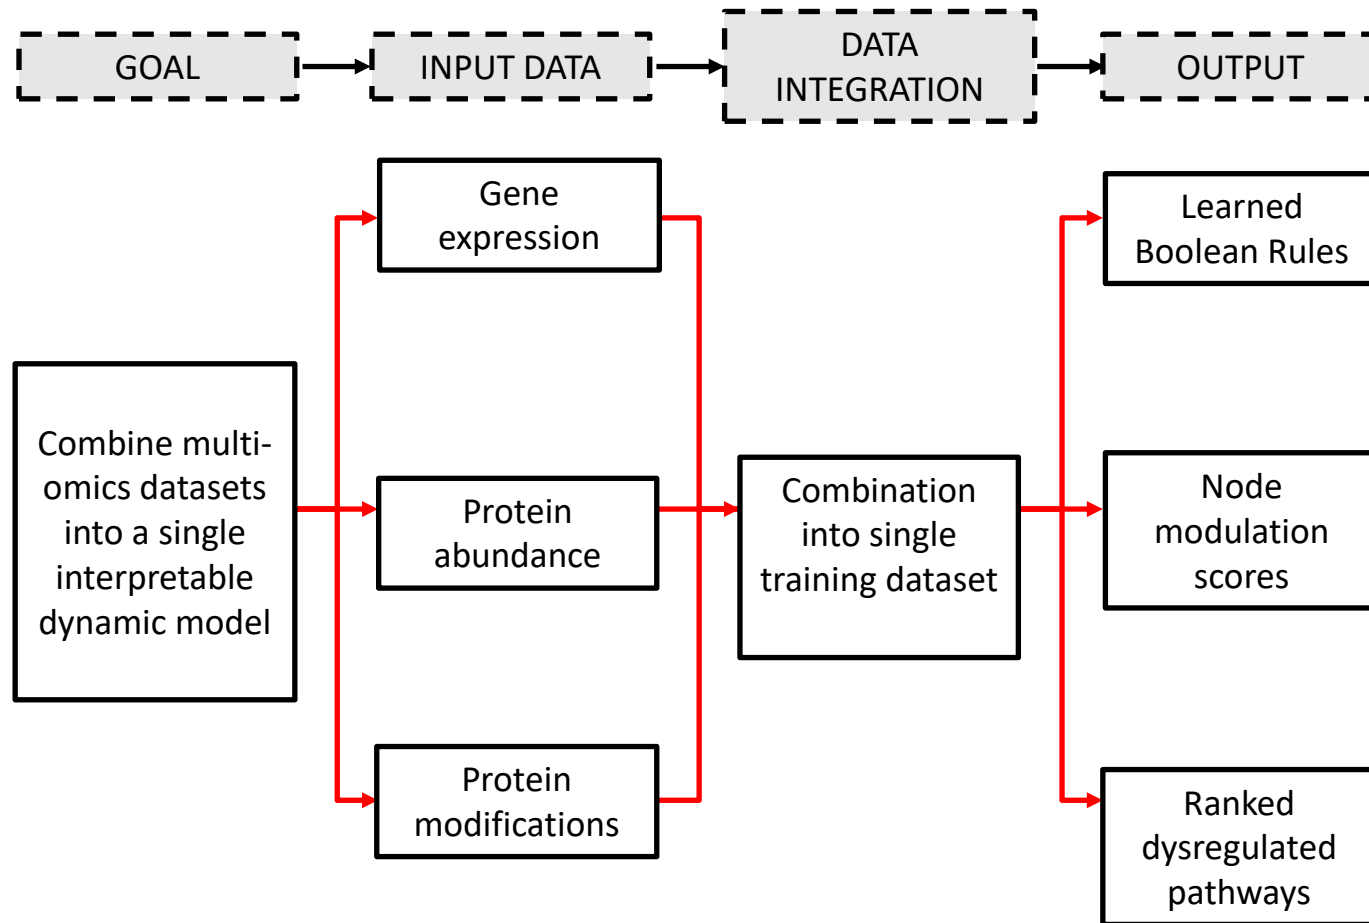 GOAL
INPUT DATA
DATA
INTEGRATION
OUTPUT
Gene
expression
Learned
Boolean Rules
Combine multi-
omics datasets
into a single
interpretable
dynamic model
Protein
abundance
Combination
into single
training dataset
Node
modulation
scores
Protein
modifications
Ranked
dysregulated
pathways